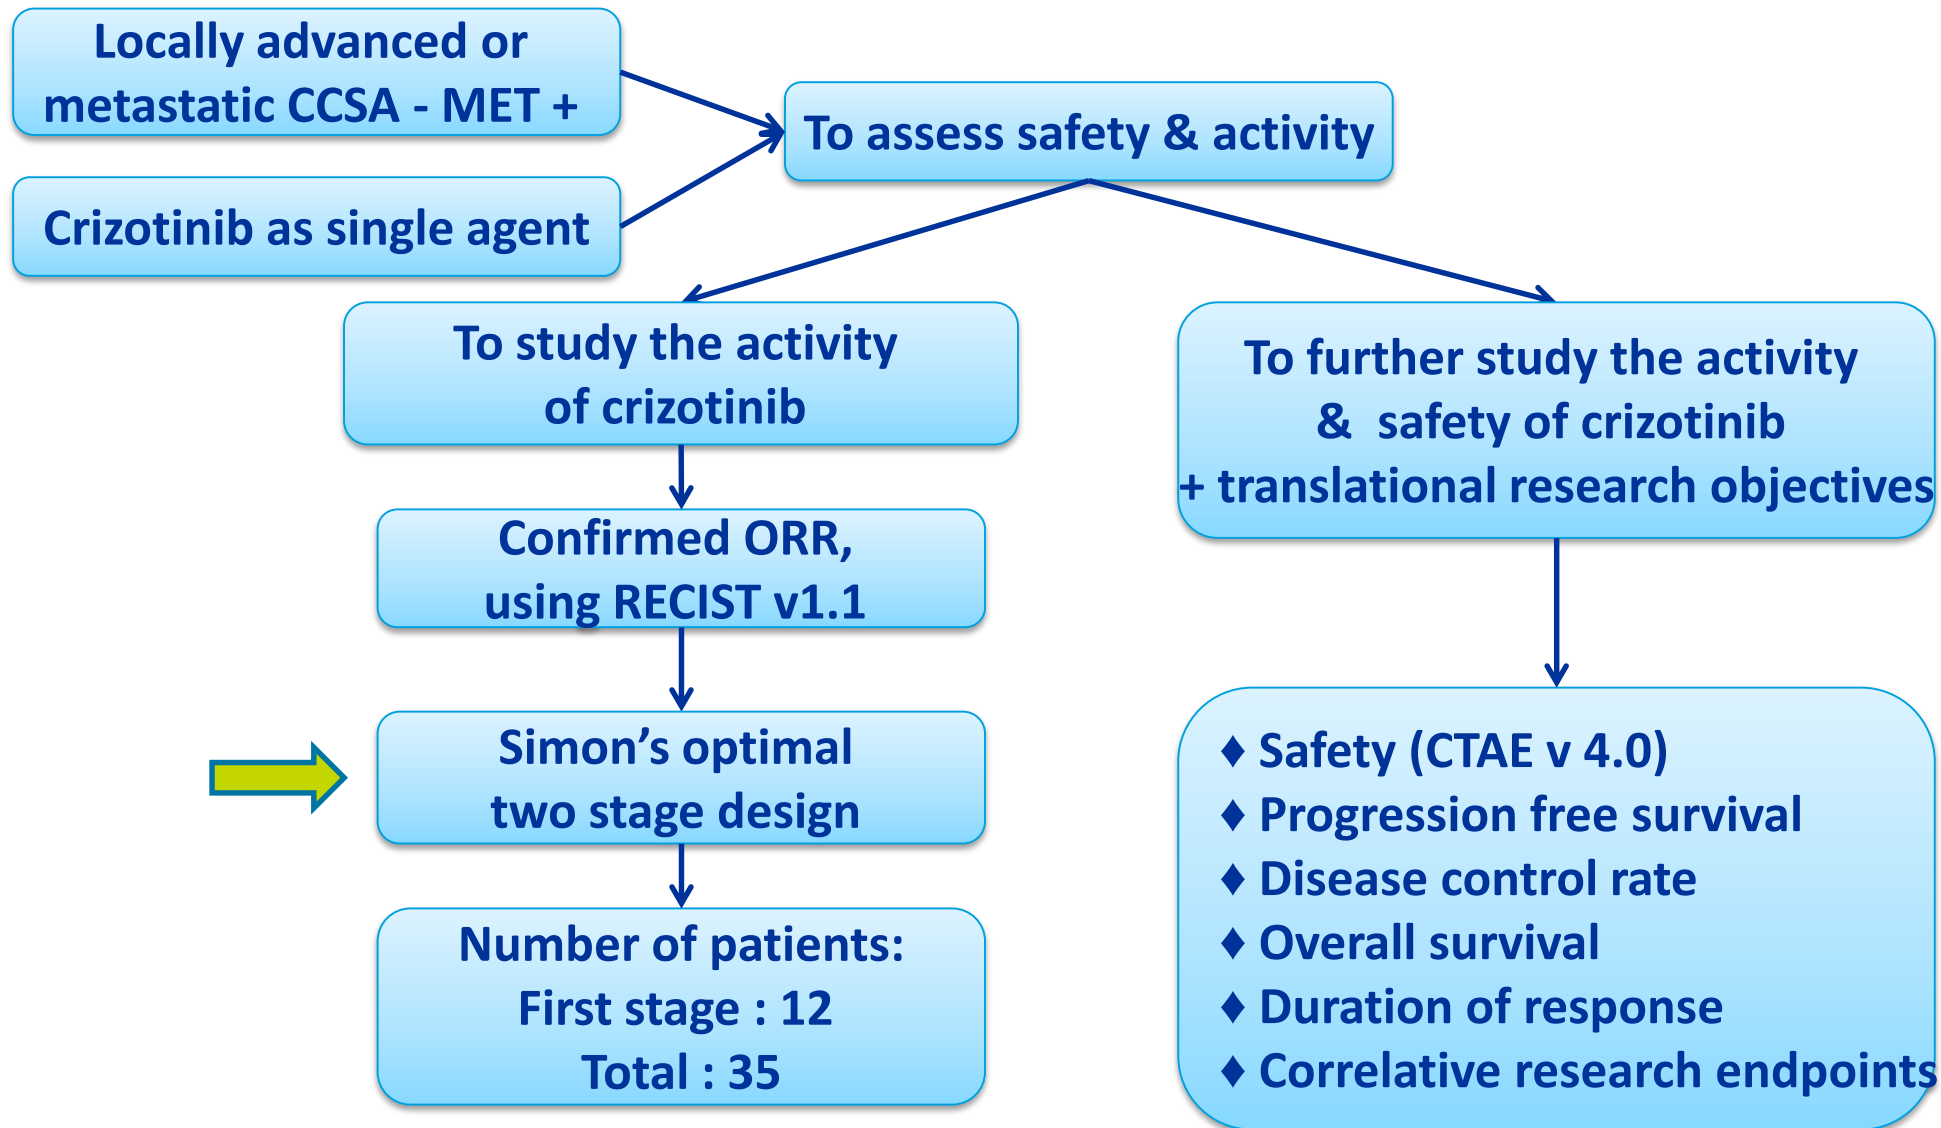 Locally advanced or
metastatic CCSA - MET +
Crizotinib as single agent
To assess safety & activity
To study the activity
of crizotinib
Confirmed ORR,
using RECIST v1.1
Simon’s optimal
two stage design
Number of patients:
First stage : 12
Total : 35
To further study the activity
& safety of crizotinib
+ translational research objectives
♦ Safety (CTAE v 4.0)
♦ Progression free survival
♦ Disease control rate
♦ Overall survival
♦ Duration of response
♦ Correlative research endpoints